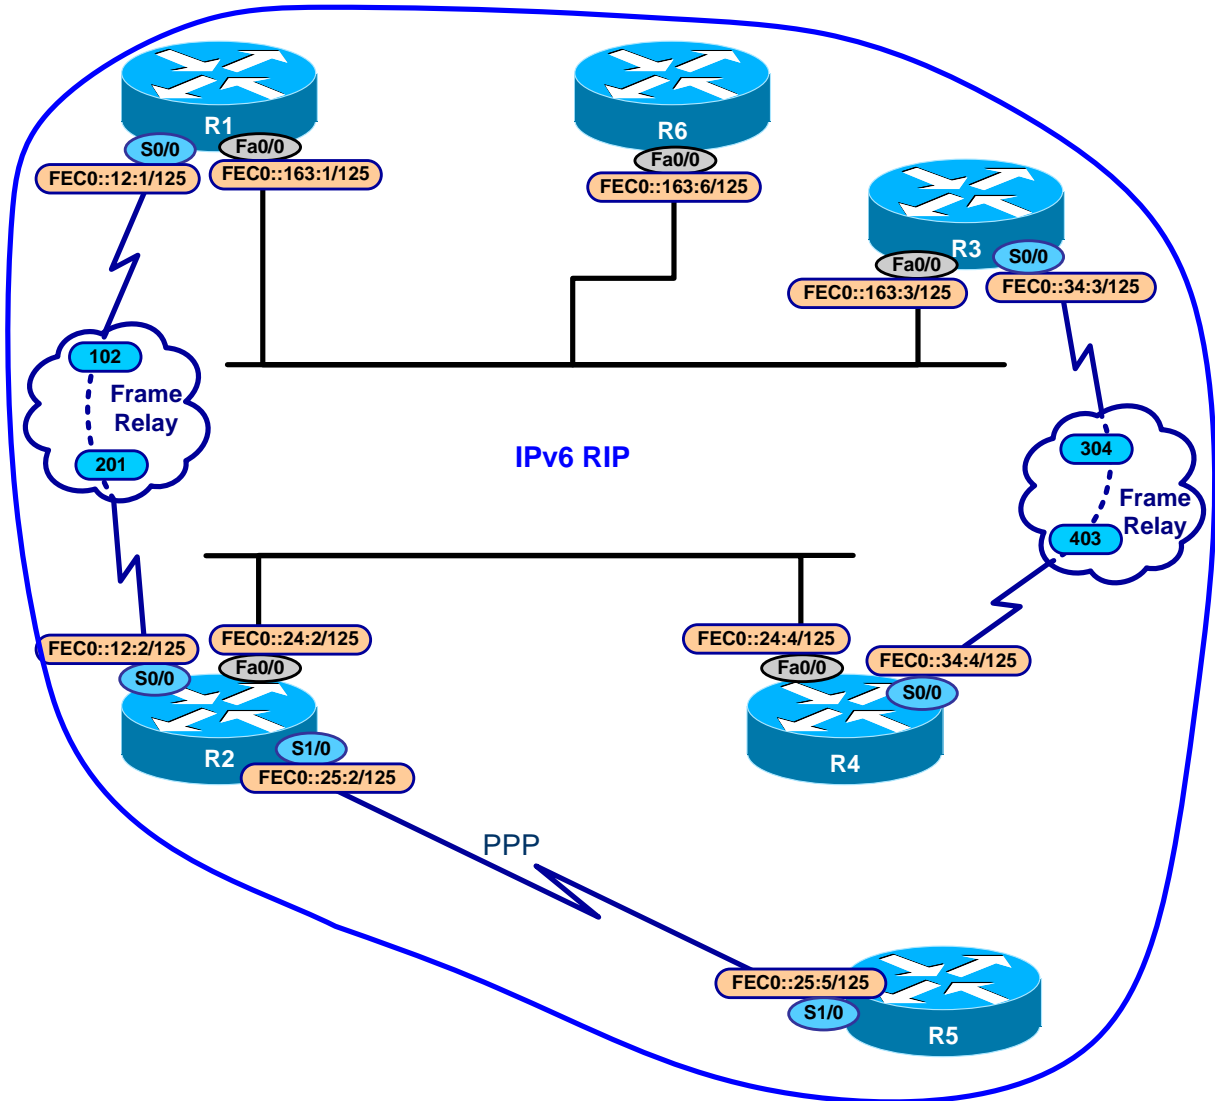 R1
S0/0
Fa0/0
FEC0::12:1/125
FEC0::163:1/125
R6
Fa0/0
FEC0::163:6/125
R3
Fa0/0
S0/0
FEC0::163:3/125
FEC0::34:3/125
102
Frame
Relay
201
IPv6 RIP
304
Frame
Relay
403
FEC0::12:2/125
S0/0
FEC0::24:2/125
Fa0/0
R2
S1/0
FEC0::25:2/125
FEC0::24:4/125
Fa0/0
FEC0::34:4/125
S0/0
R4
PPP
FEC0::25:5/125
S1/0
R5